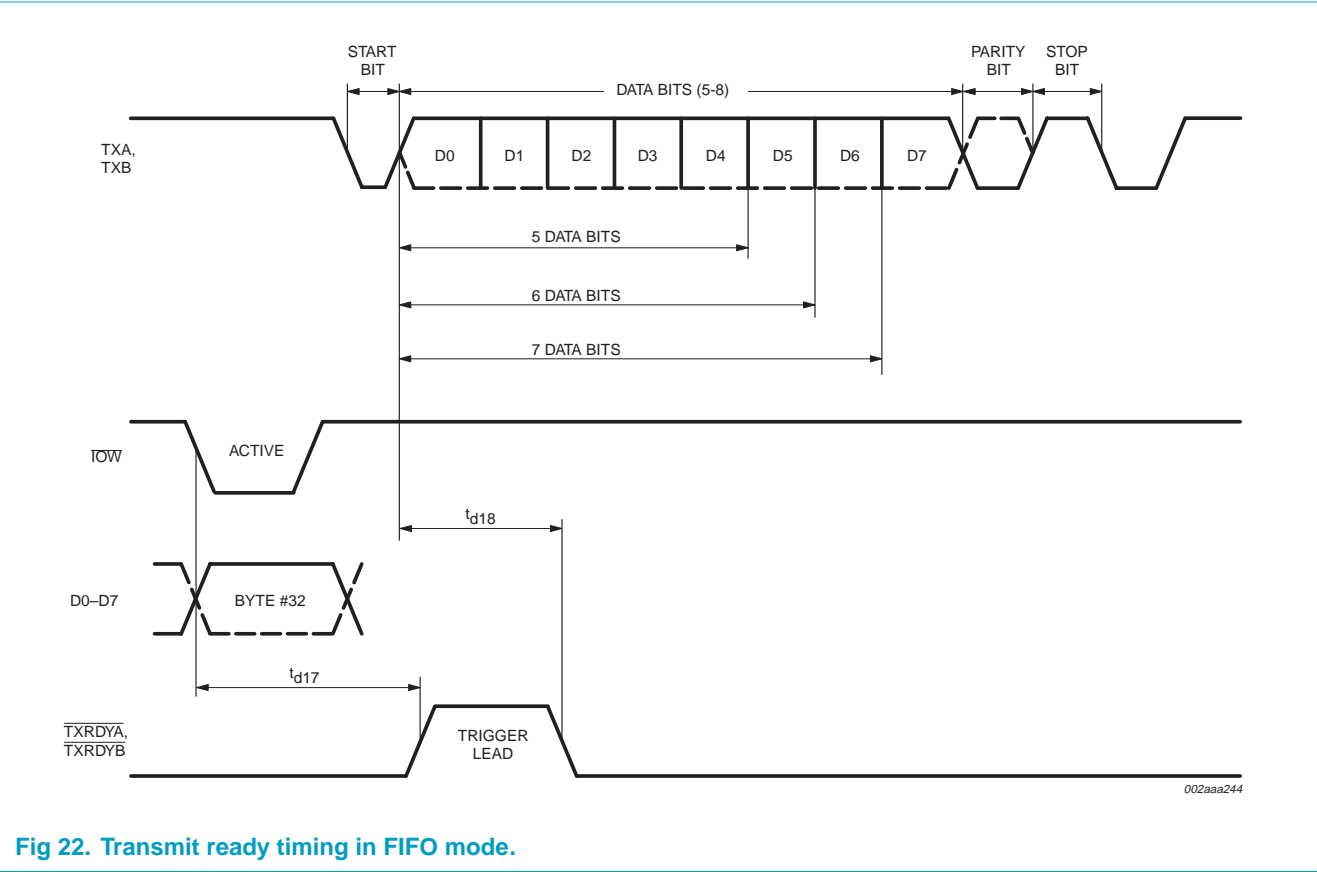 START
BIT
DATA BITS (5-8)
PARITY
BIT
STOP
BIT
TXA,
TXB
D0
D1
D2
D3
D4
D5
D6
D7
5 DATA BITS
6 DATA BITS
7 DATA BITS
IOW
ACTIVE
td18
D0–D7
BYTE #32
td17
TXRDYA,
TXRDYB
TRIGGER
LEAD
002aaa244
Fig 22. Transmit ready timing in FIFO mode.